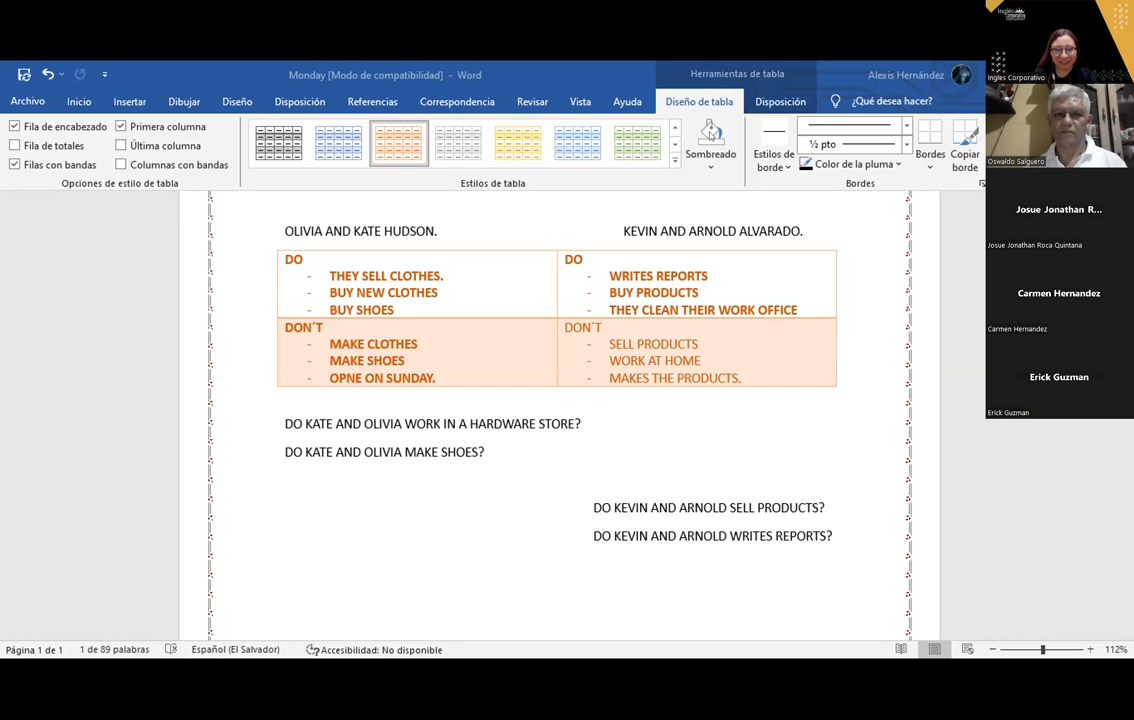 Monday [Modo de compatibilidad] - Word
Herramientas de tabla
Alexis Hernández
Archivo Inicio Insertar Dibujar Diseño Disposición Referencias Correspondencia Revisar Vista Ayuda Diseño de tabla Disposición ¿Qué desea hacer?
Fila de encabezado Primera columna
Fila de totales Última columna
Filas con bandas Columnas con bandas
Opciones de estilo de tabla
Estilos de tabla
Sombreado
Estilos de borde
½ pto
Color de la pluma
Bordes
Copiar borde
Bordes
OLIVIA AND KATE HUDSON.
KEVIN AND ARNOLD ALVARADO.
DO
- THEY SELL CLOTHES.
- BUY NEW CLOTHES
- BUY SHOES
DO
- WRITES REPORTS
- BUY PRODUCTS
- THEY CLEAN THEIR WORK OFFICE
DON´T
- MAKE CLOTHES
- MAKE SHOES
- OPNE ON SUNDAY.
DON´T
- SELL PRODUCTS
- WORK AT HOME
- MAKES THE PRODUCTS.
DO KATE AND OLIVIA WORK IN A HARDWARE STORE?
DO KATE AND OLIVIA MAKE SHOES?
DO KEVIN AND ARNOLD SELL PRODUCTS?
DO KEVIN AND ARNOLD WRITES REPORTS?
Página 1 de 1 1 de 89 palabras Español (El Salvador) Accesibilidad: No disponible 112%
Inglés
Corporativo
Ingles Corporativo
Oswaldo Salguero
Josue Jonathan R...
Josue Jonathan Roca Quintana
Carmen Hernandez
Carmen Hernandez
Erick Guzman
Erick Guzman